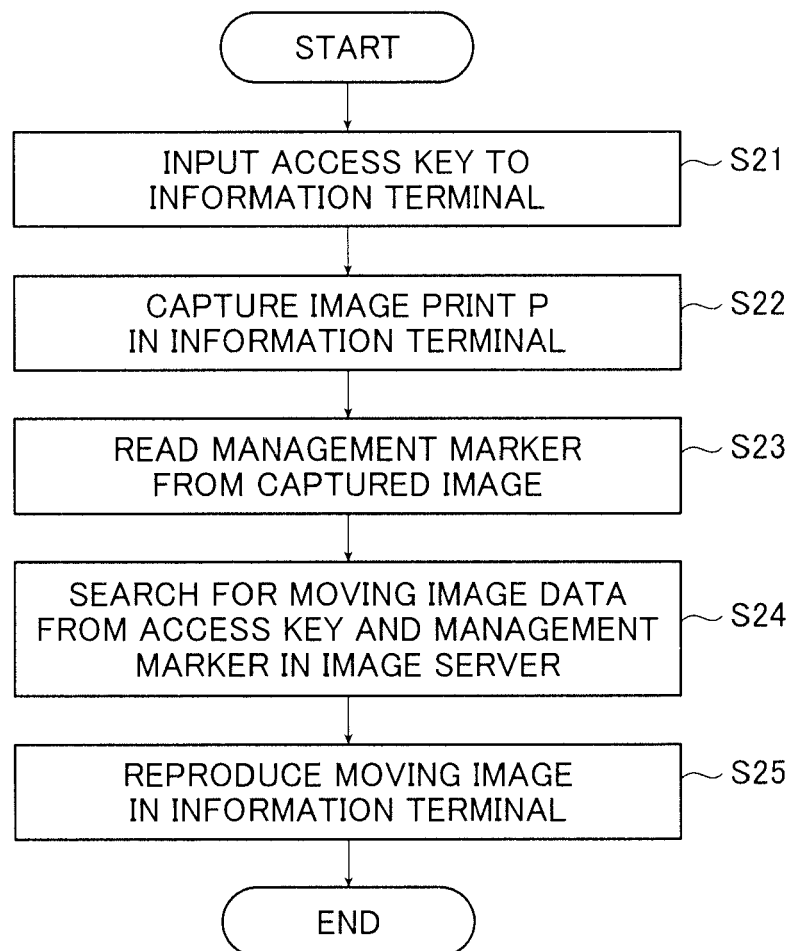 START
INPUT ACCESS KEY TO
INFORMATION TERMINAL
S21
CAPTURE IMAGE PRINT P
IN INFORMATION TERMINAL
S22
READ MANAGEMENT MARKER
FROM CAPTURED IMAGE
S23
SEARCH FOR MOVING IMAGE DATA
FROM ACCESS KEY AND MANAGEMENT
MARKER IN IMAGE SERVER
S24
REPRODUCE MOVING IMAGE
IN INFORMATION TERMINAL
S25
END